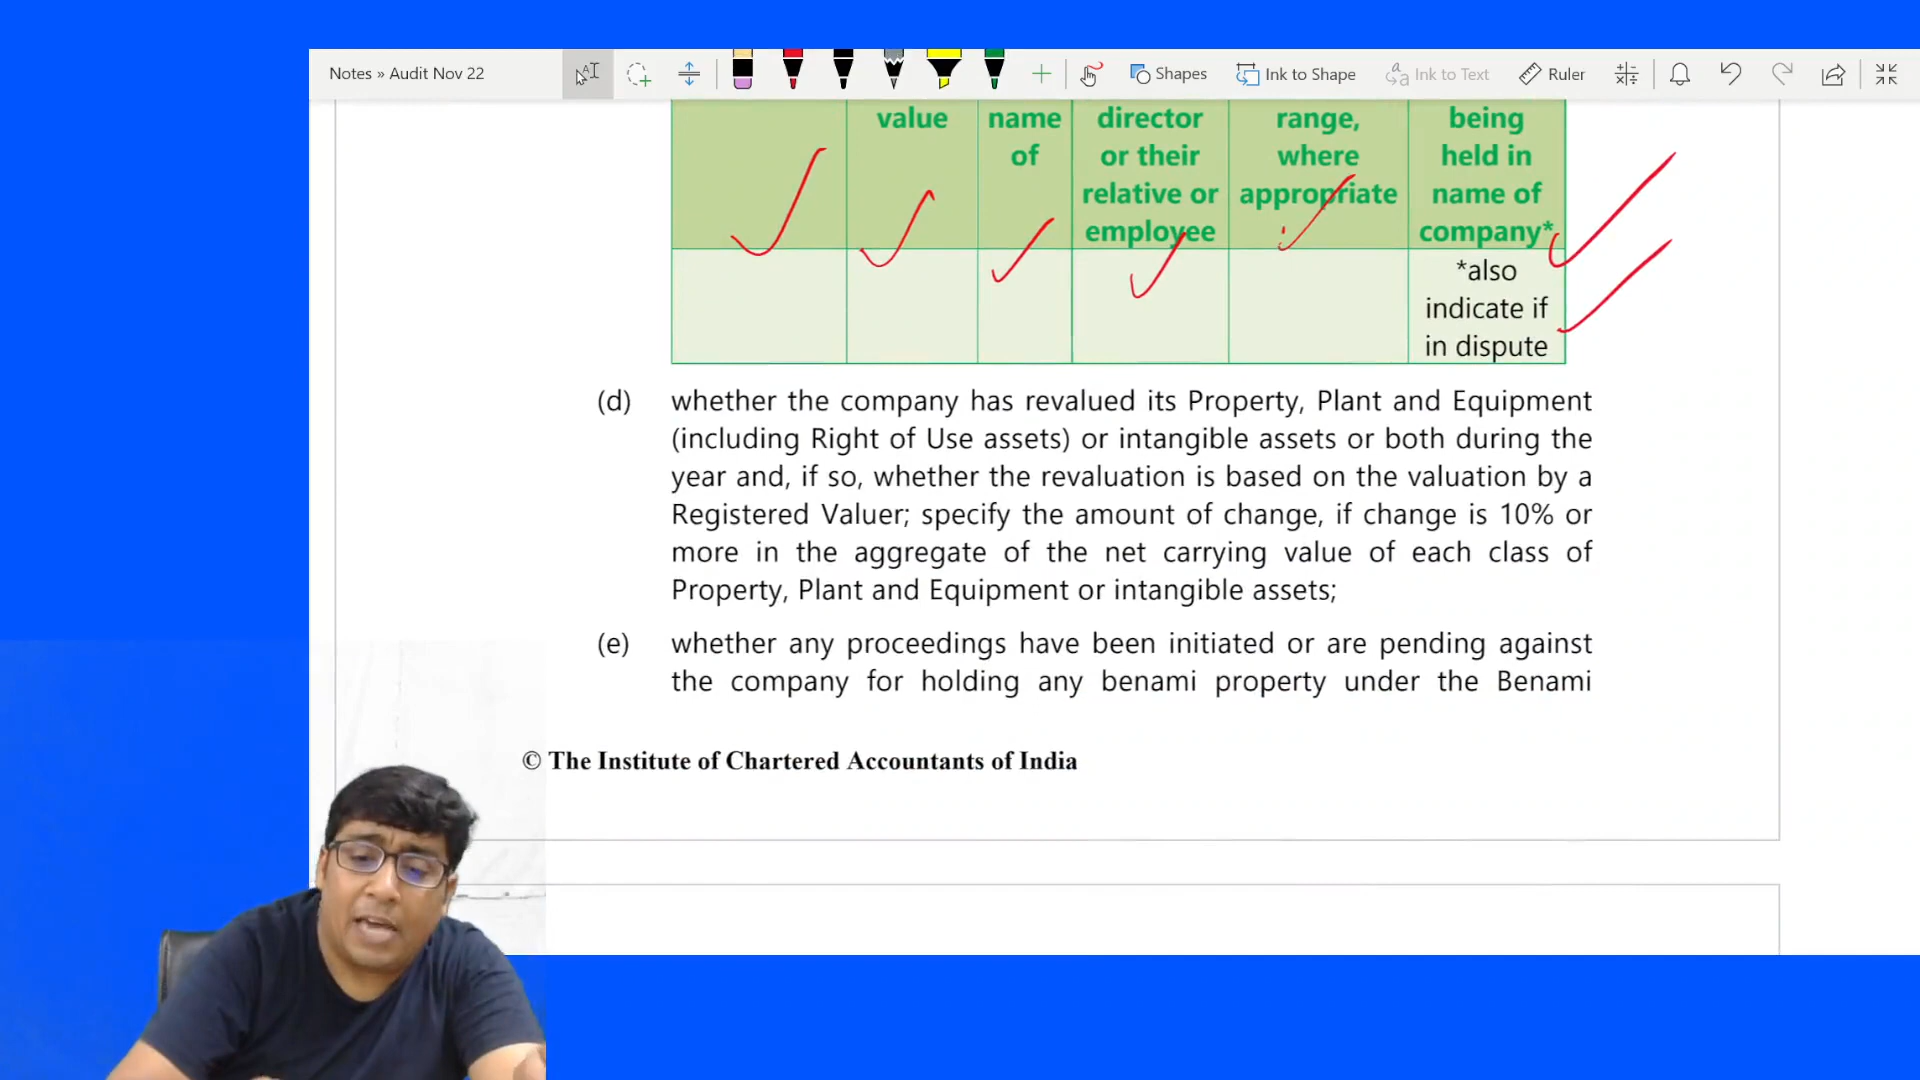 Notes » Audit Nov 22
Shapes
Ink to Shape
Ink to Text
Ruler
value
name
of
director
or their
relative or
employee
range,
where
appropriate
being
held in
name of
company*
*also
indicate if
in dispute
(d) whether the company has revalued its Property, Plant and Equipment
(including Right of Use assets) or intangible assets or both during the
year and, if so, whether the revaluation is based on the valuation by a
Registered Valuer; specify the amount of change, if change is 10% or
more in the aggregate of the net carrying value of each class of
Property, Plant and Equipment or intangible assets;
(e) whether any proceedings have been initiated or are pending against
the company for holding any benami property under the Benami
© The Institute of Chartered Accountants of India